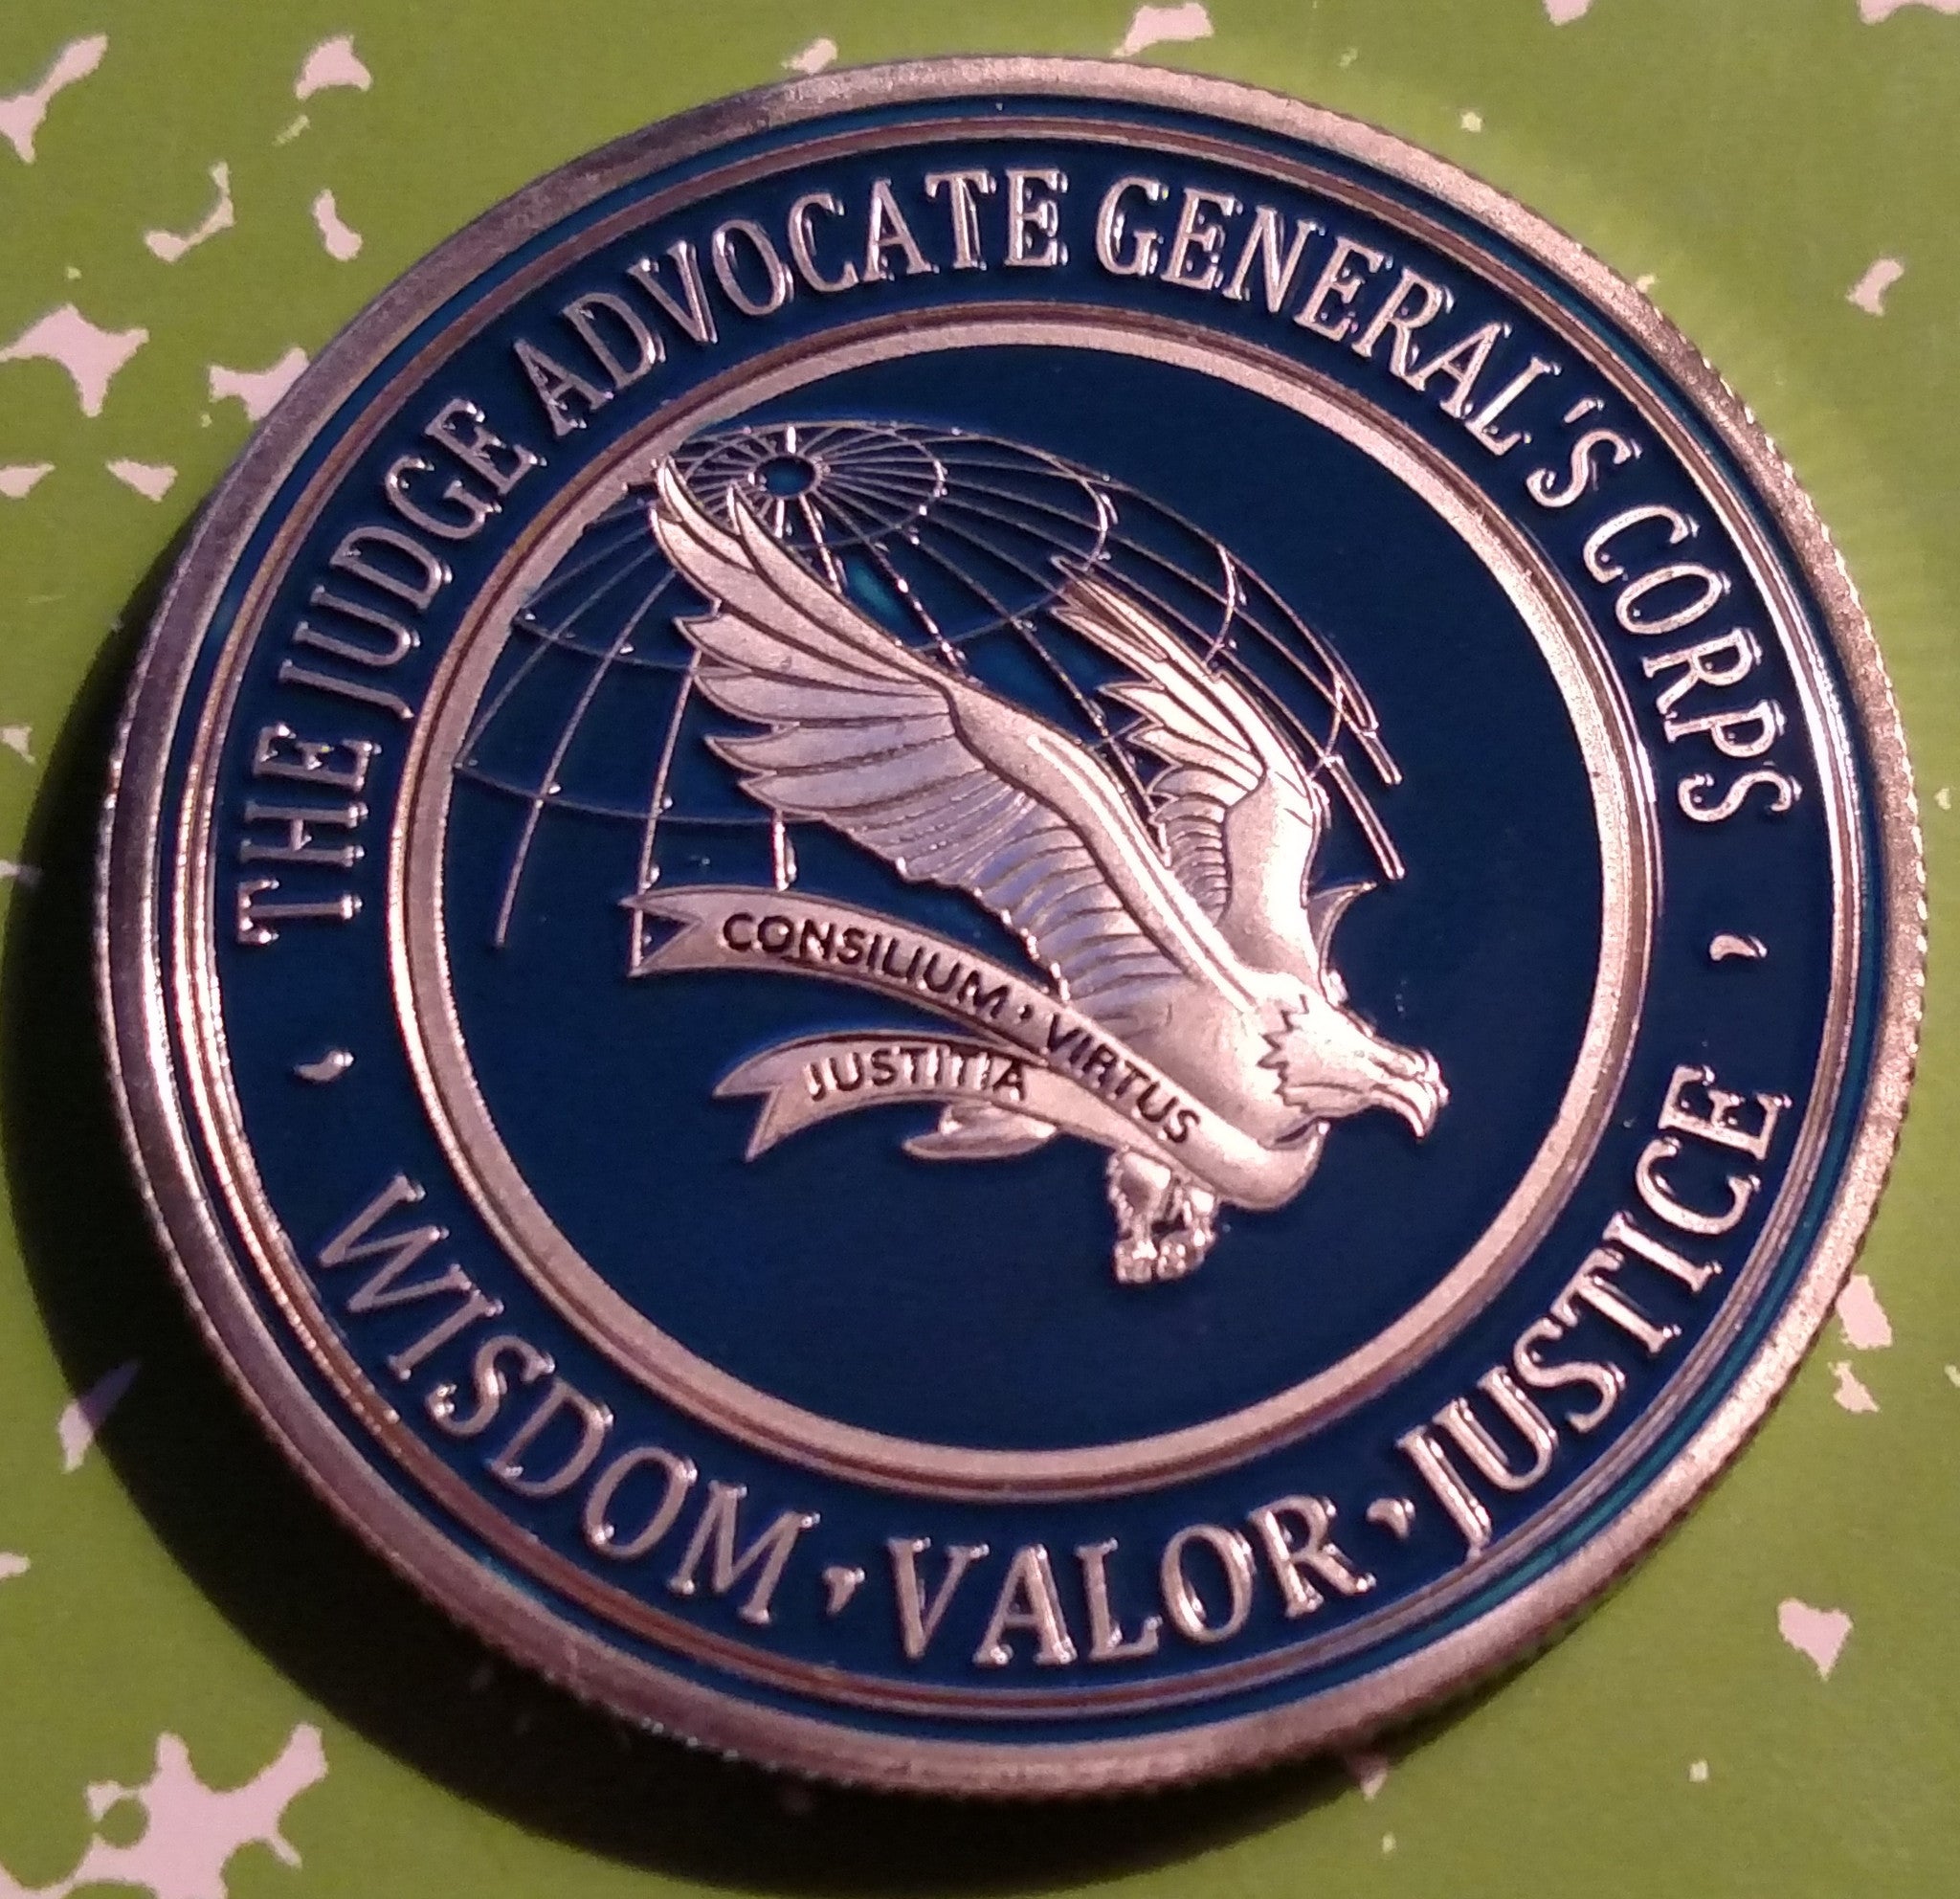 THE JUDGE ADVOCATE GENERAL'S CORPS
CONSILIUM · VIRTUS
JUSTITIA
WISDOM · VALOR · JUSTICE